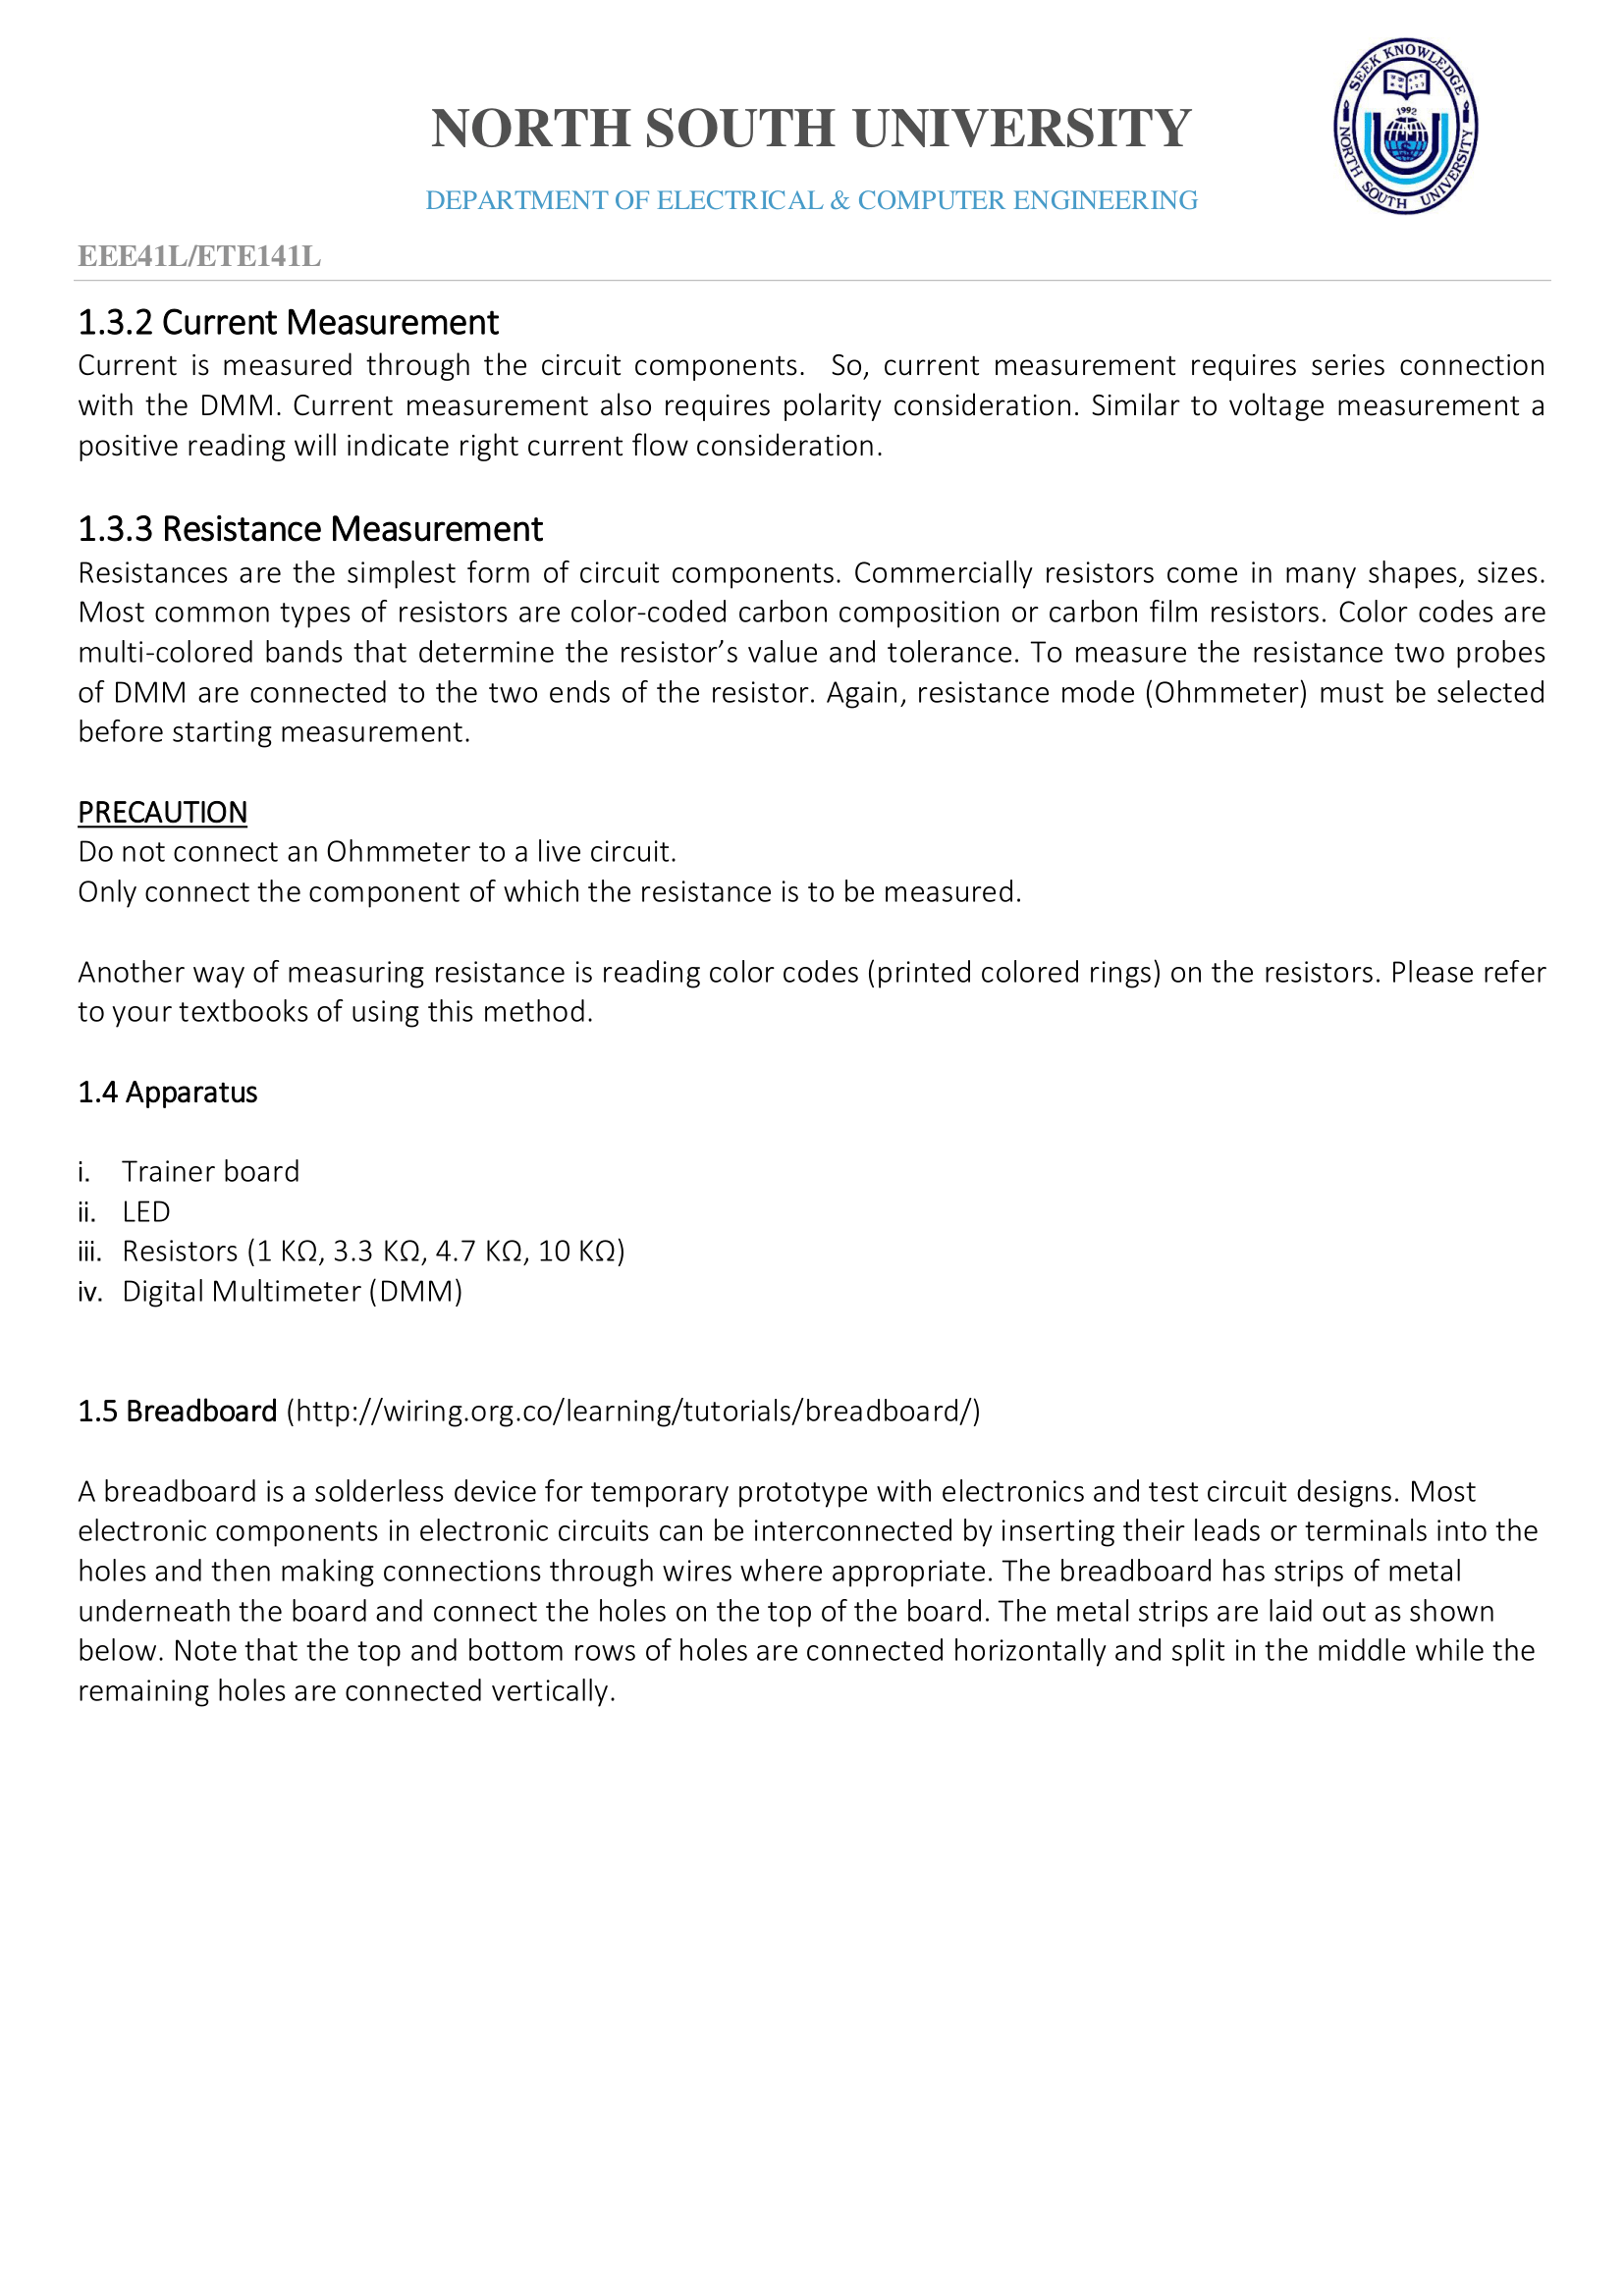 SEEK KNOWLEDGE
1992
NORTH SOUTH UNIVERSITY
NORTH SOUTH UNIVERSITY
DEPARTMENT OF ELECTRICAL & COMPUTER ENGINEERING
EEE41L/ETE141L
1.3.2 Current Measurement
Current is measured through the circuit components.  So, current measurement requires series connection
with the DMM. Current measurement also requires polarity consideration. Similar to voltage measurement a
positive reading will indicate right current flow consideration.
1.3.3 Resistance Measurement
Resistances are the simplest form of circuit components. Commercially resistors come in many shapes, sizes.
Most common types of resistors are color-coded carbon composition or carbon film resistors. Color codes are
multi-colored bands that determine the resistor’s value and tolerance. To measure the resistance two probes
of DMM are connected to the two ends of the resistor. Again, resistance mode (Ohmmeter) must be selected
before starting measurement.
PRECAUTION
Do not connect an Ohmmeter to a live circuit.
Only connect the component of which the resistance is to be measured.
Another way of measuring resistance is reading color codes (printed colored rings) on the resistors. Please refer
to your textbooks of using this method.
1.4 Apparatus
i. Trainer board
ii. LED
iii. Resistors (1 KΩ, 3.3 KΩ, 4.7 KΩ, 10 KΩ)
iv. Digital Multimeter (DMM)
1.5 Breadboard (http://wiring.org.co/learning/tutorials/breadboard/)
A breadboard is a solderless device for temporary prototype with electronics and test circuit designs. Most
electronic components in electronic circuits can be interconnected by inserting their leads or terminals into the
holes and then making connections through wires where appropriate. The breadboard has strips of metal
underneath the board and connect the holes on the top of the board. The metal strips are laid out as shown
below. Note that the top and bottom rows of holes are connected horizontally and split in the middle while the
remaining holes are connected vertically.